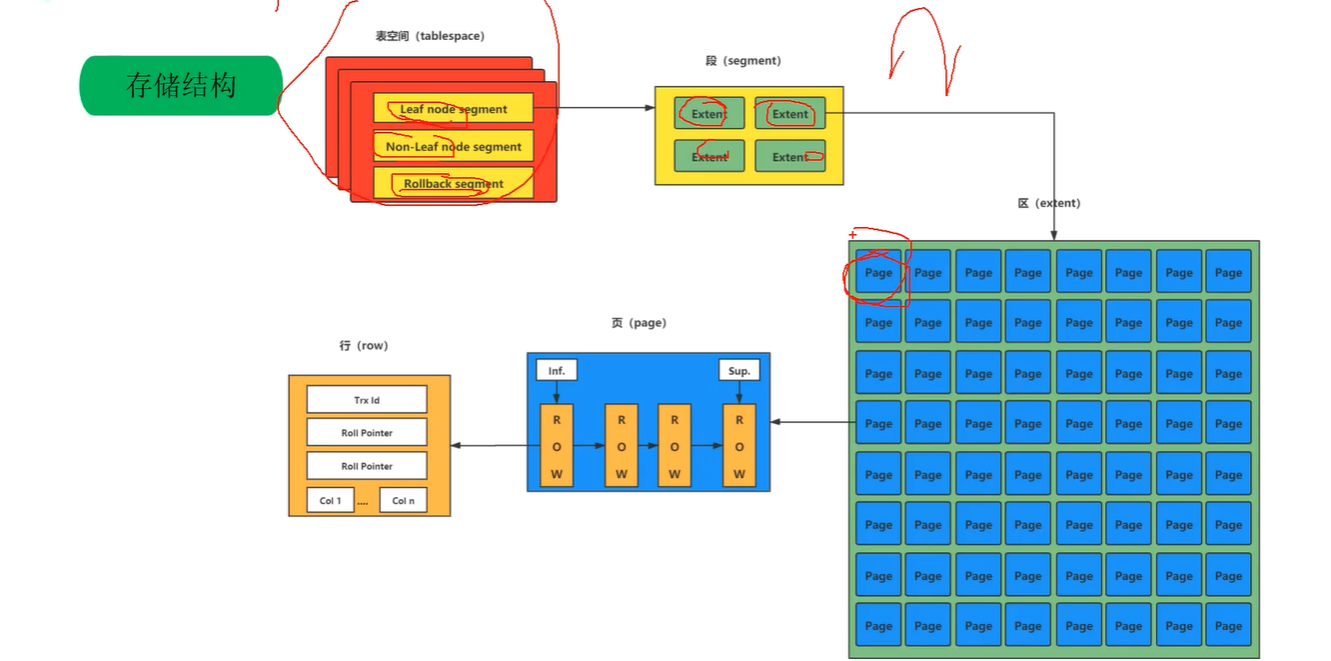 存储结构
表空间（tablespace）
Leaf node segment
Non-Leaf node segment
Rollback segment
段（segment）
Extent Extent
Extent Extent
区（extent）
Page Page Page Page Page Page Page Page
Page Page Page Page Page Page Page Page
Page Page Page Page Page Page Page Page
Page Page Page Page Page Page Page Page
Page Page Page Page Page Page Page Page
Page Page Page Page Page Page Page Page
Page Page Page Page Page Page Page Page
Page Page Page Page Page Page Page Page
页（page）
Inf. Sup.
R R R R
O O O O
W W W W
行（row）
Trx Id
Roll Pointer
Roll Pointer
Col 1 .... Col n